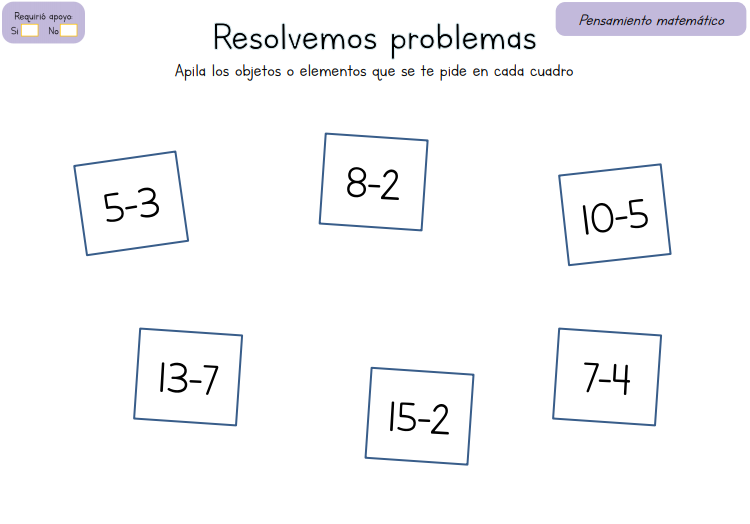 Requirió apoyo:
Si No
Pensamiento matemático
Resolvemos problemas
Apila los objetos o elementos que se te pide en cada cuadro
5-3
8-2
10-5
13-7
15-2
7-4